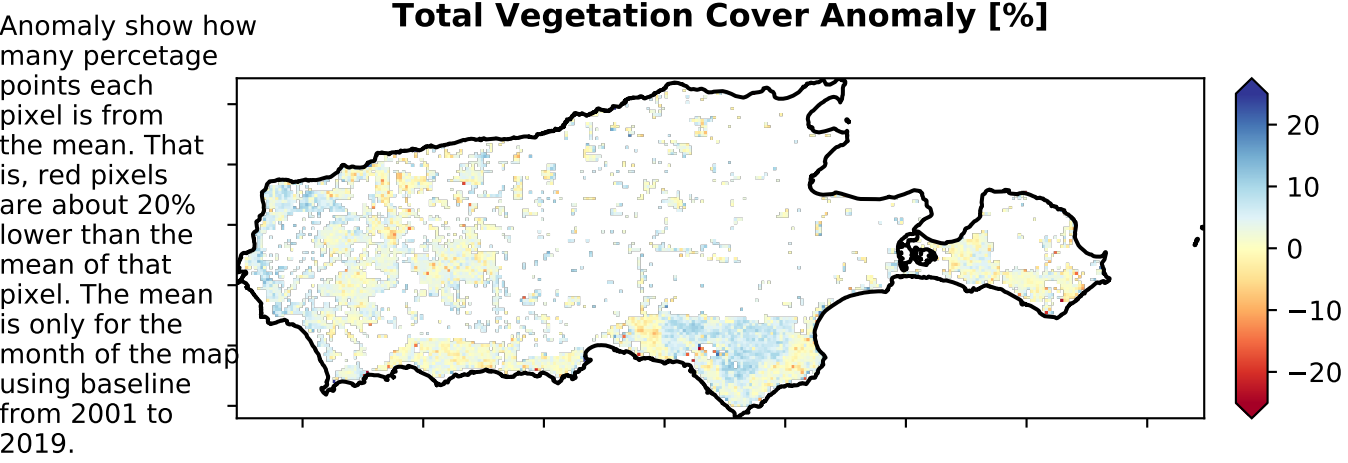 Total Vegetation Cover Anomaly [%]
Anomaly show how
many percetage
points each
pixel is from
the mean. That
is, red pixels
are about 20%
lower than the
mean of that
pixel. The mean
is only for the
month of the map
using baseline
from 2001 to
2019.
20
10
0
−10
−20